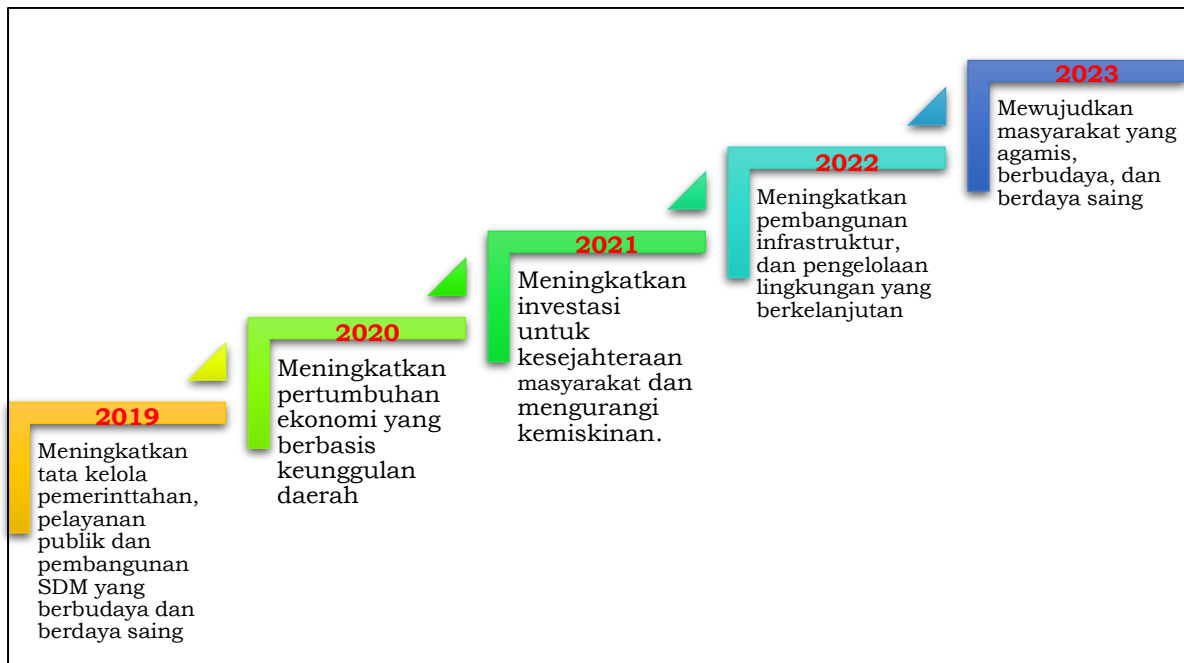 2019
Meningkatkan
tata kelola
pemerinttahan,
pelayanan
publik dan
pembangunan
SDM yang
berbudaya dan
berdaya saing
2020
Meningkatkan
pertumbuhan
ekonomi yang
berbasis
keunggulan
daerah
2021
Meningkatkan
investasi
untuk
kesejahteraan
masyarakat dan
mengurangi
kemiskinan.
2022
Meningkatkan
pembangunan
infrastruktur,
dan pengelolaan
lingkungan yang
berkelanjutan
2023
Mewujudkan
masyarakat yang
agamis,
berbudaya, dan
berdaya saing